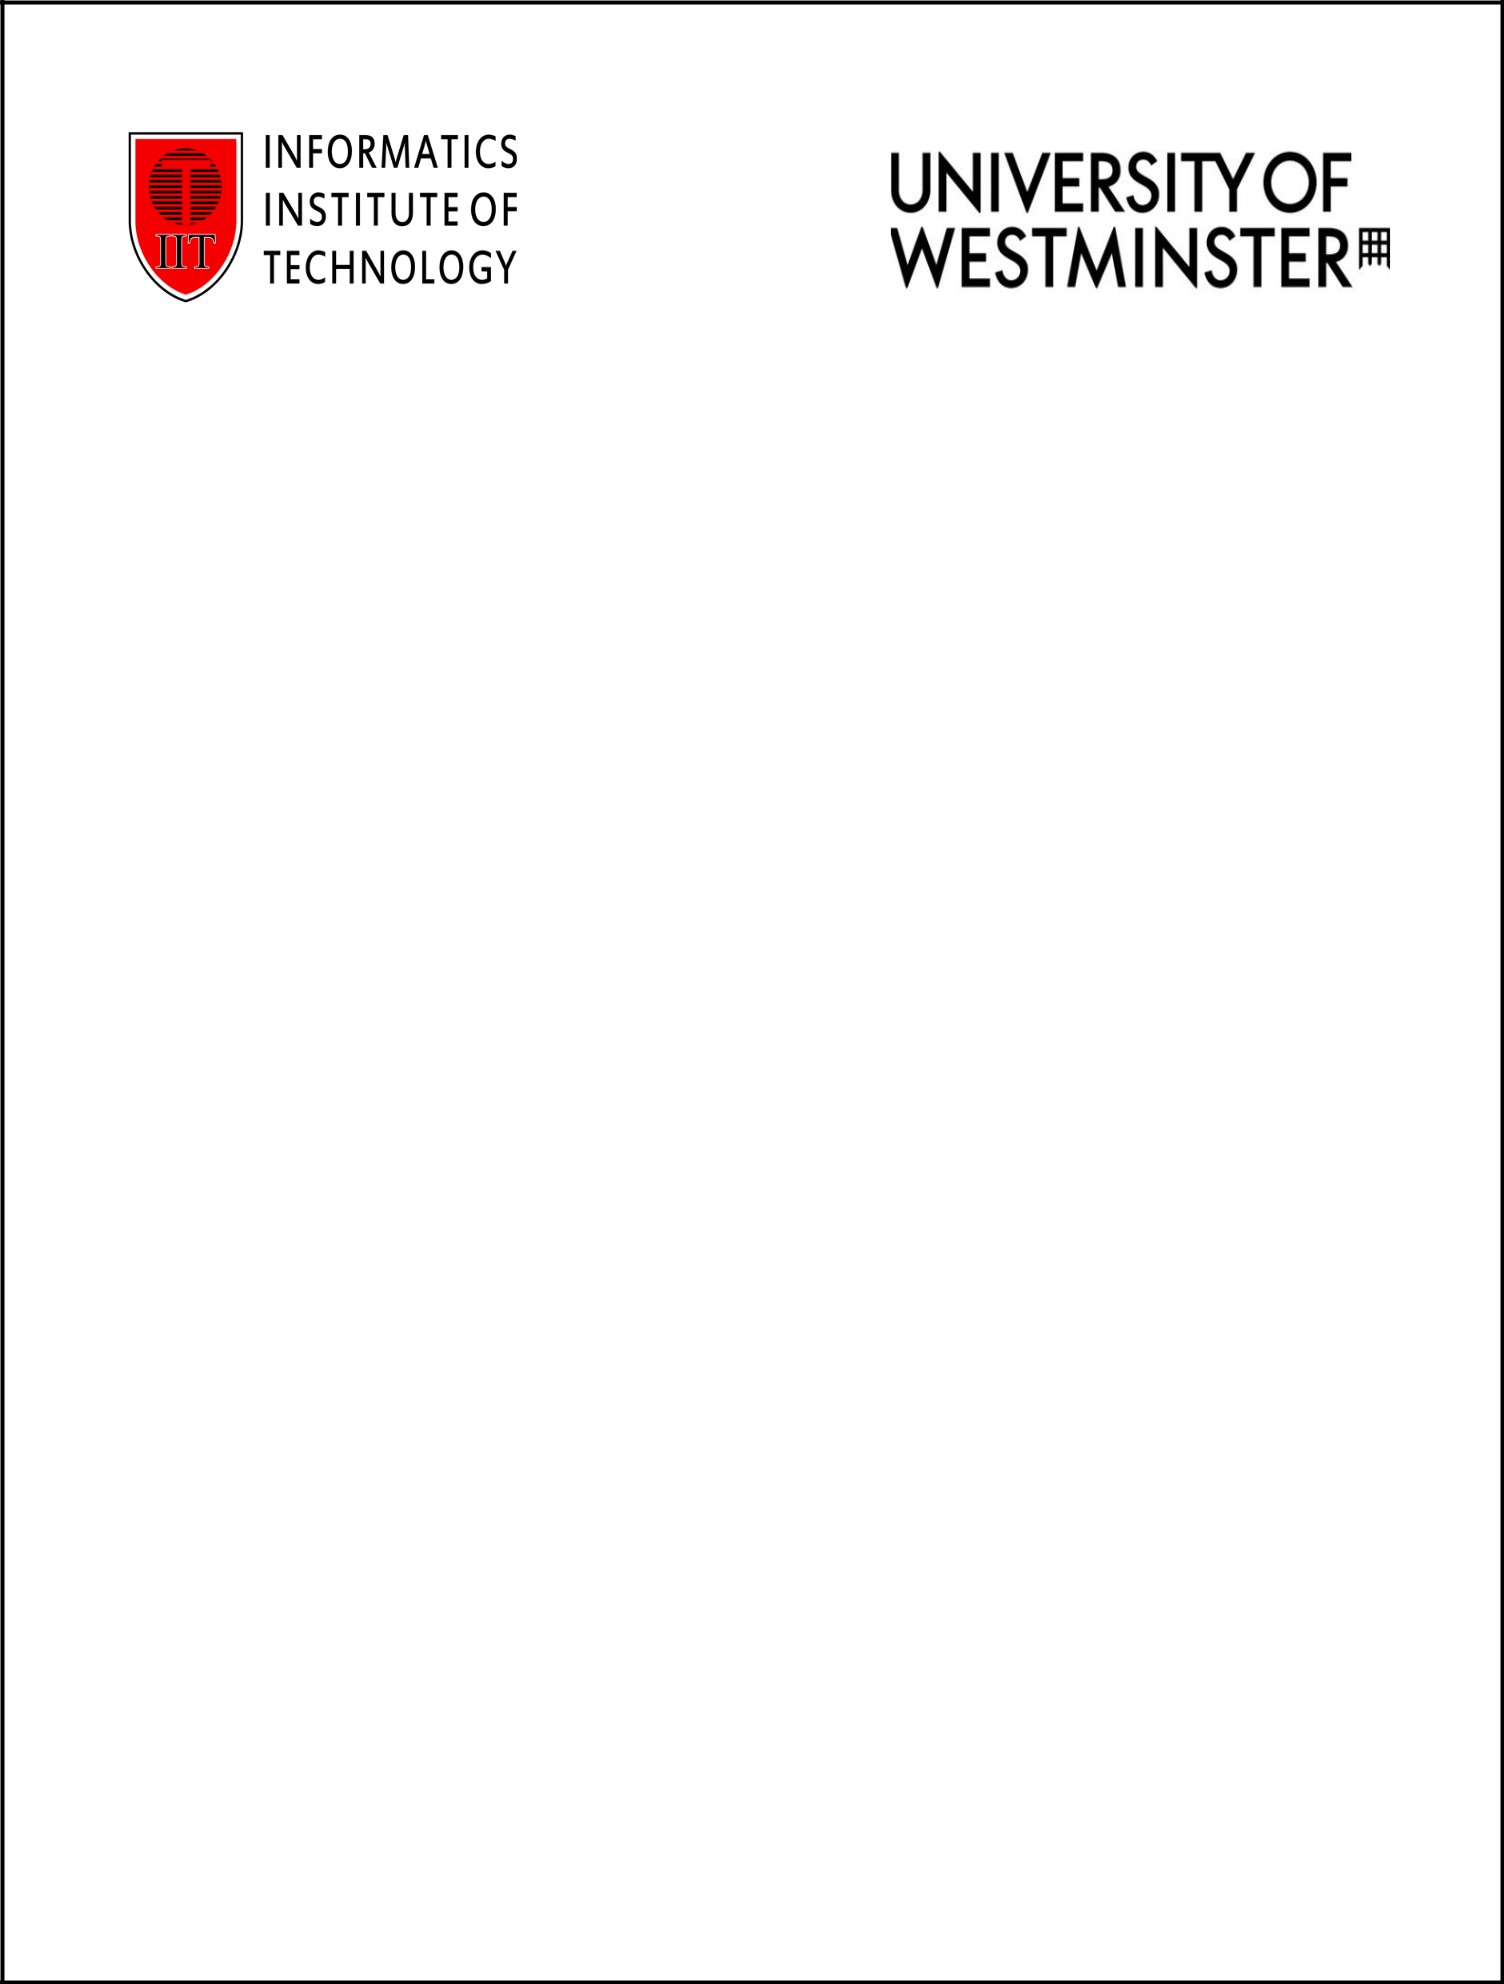 INFORMATICS
INSTITUTE OF
TECHNOLOGY
IIT
UNIVERSITY OF
WESTMINSTER